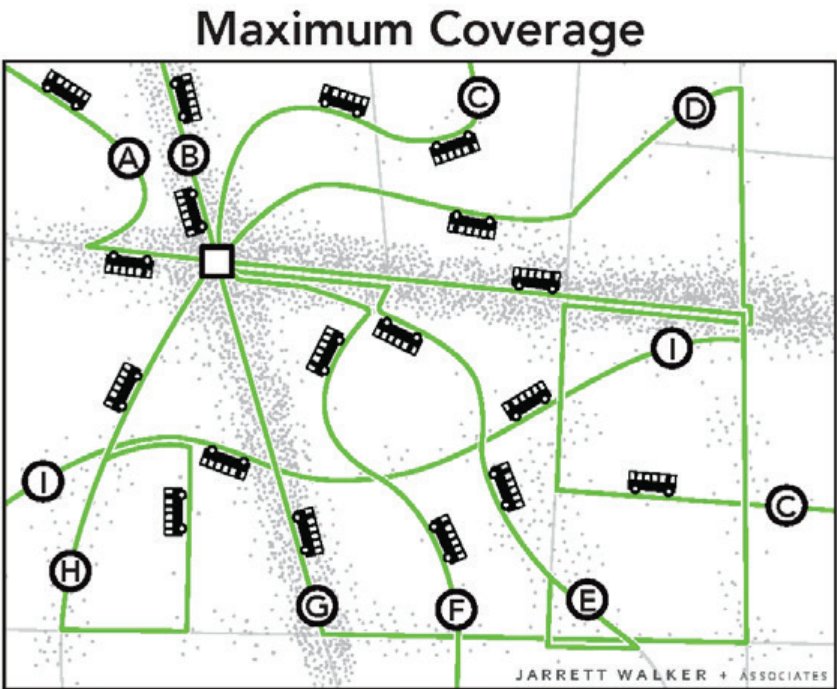 Maximum Coverage
C
D
A
B
I
I
C
H
G
F
E
JARRETT WALKER + ASSOCIATES